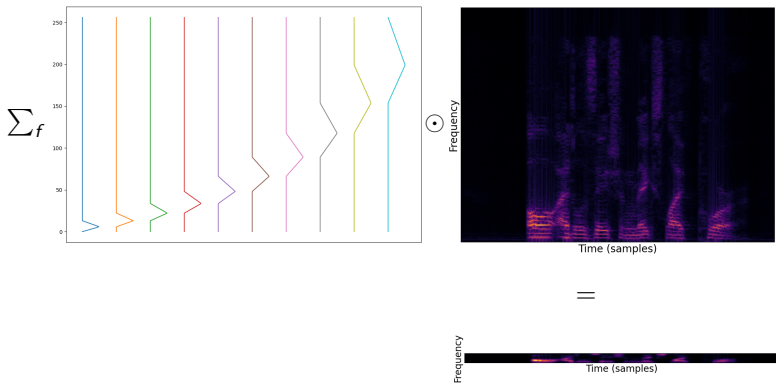 250
200
150
100
50
0
∑f
⊙
Frequency
Time (samples)
=
Frequency
Time (samples)